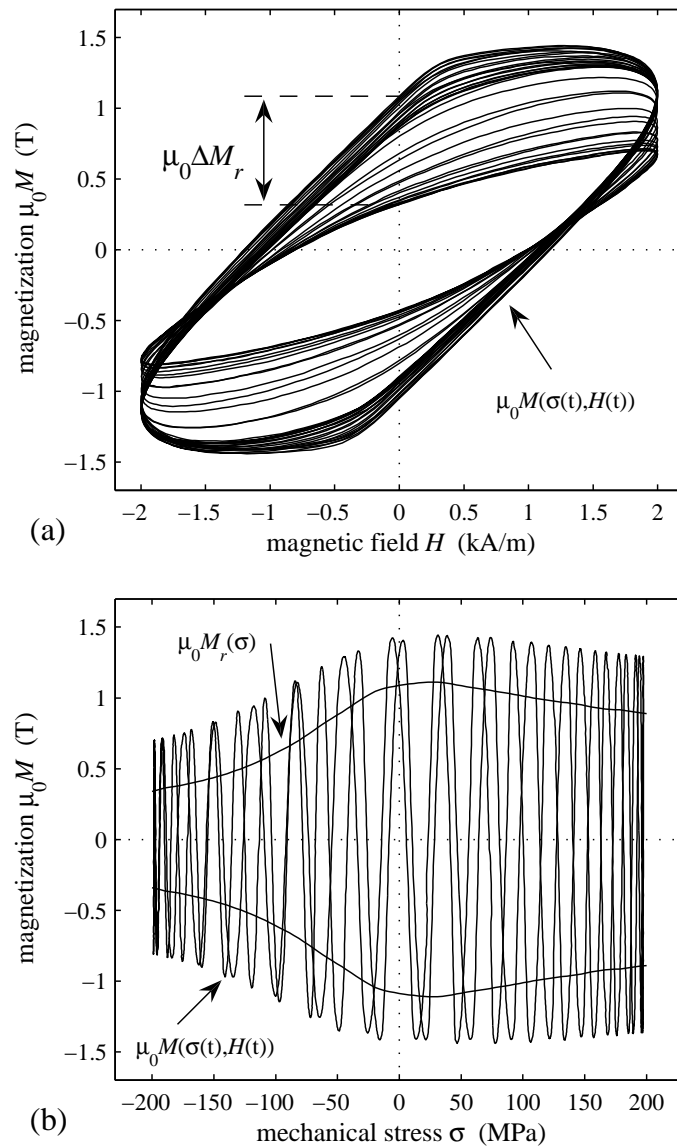 1.5
1
0.5
0
−0.5
−1
−1.5
magnetization μ₀M (T)
μ₀ΔMᵣ
μ₀M(σ(t),H(t))
−2 −1.5 −1 −0.5 0 0.5 1 1.5 2
magnetic field H (kA/m)
(a)
1.5
1
0.5
0
−0.5
−1
−1.5
magnetization μ₀M (T)
μ₀Mᵣ(σ)
μ₀M(σ(t),H(t))
−200 −150 −100 −50 0 50 100 150 200
mechanical stress σ (MPa)
(b)